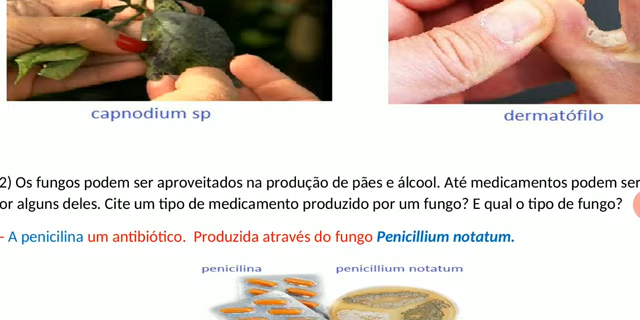 capnodium sp
dermatófilo
2) Os fungos podem ser aproveitados na produção de pães e álcool. Até medicamentos podem ser
or alguns deles. Cite um tipo de medicamento produzido por um fungo? E qual o tipo de fungo?
- A penicilina um antibiótico. Produzida através do fungo Penicillium notatum.
penicilina
penicillium notatum